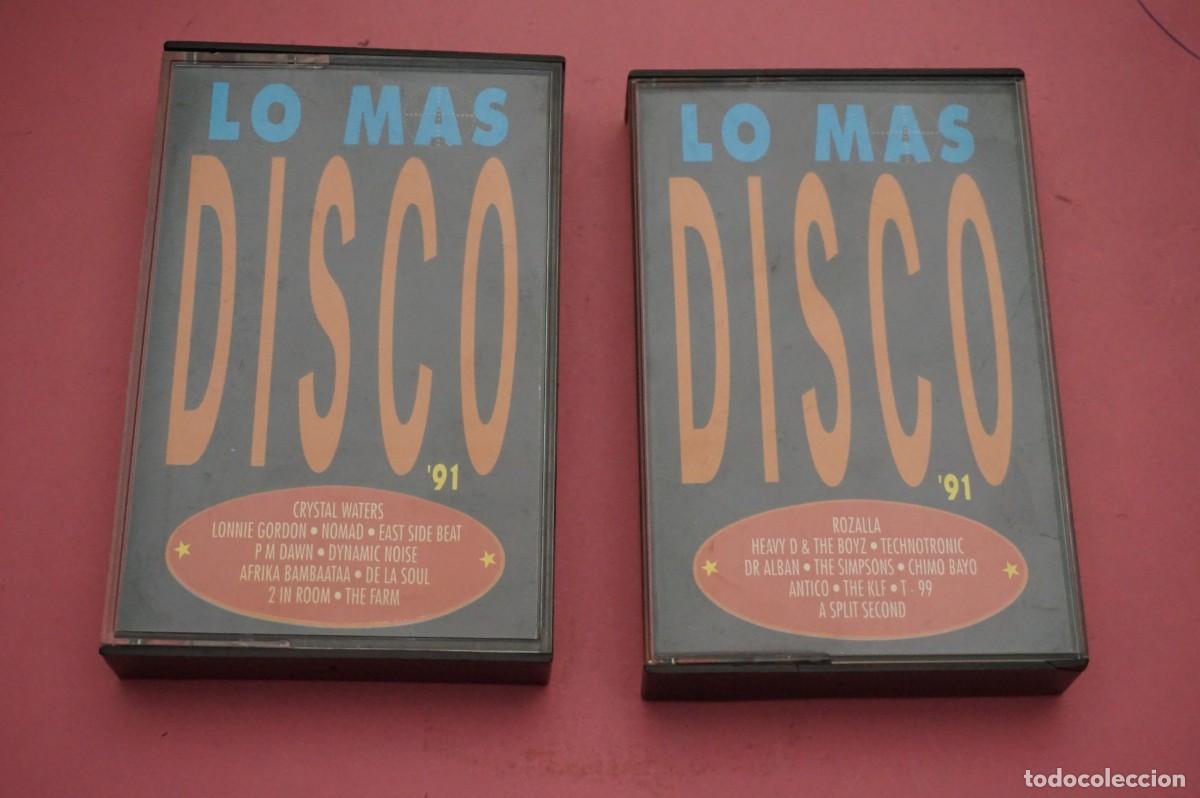 LO MAS
DISCO
'91
CRYSTAL WATERS
LONNIE GORDON • NOMAD • EAST SIDE BEAT
P M DAWN • DYNAMIC NOISE
AFRIKA BAMBAATAA • DE LA SOUL
2 IN ROOM • THE FARM
LO MAS
DISCO
'91
ROZALLA
HEAVY D & THE BOYZ • TECHNOTRONIC
DR ALBAN • THE SIMPSONS • CHIMO BAYO
ANTICO • THE KLF • T - 99
A SPLIT SECOND
todocoleccion